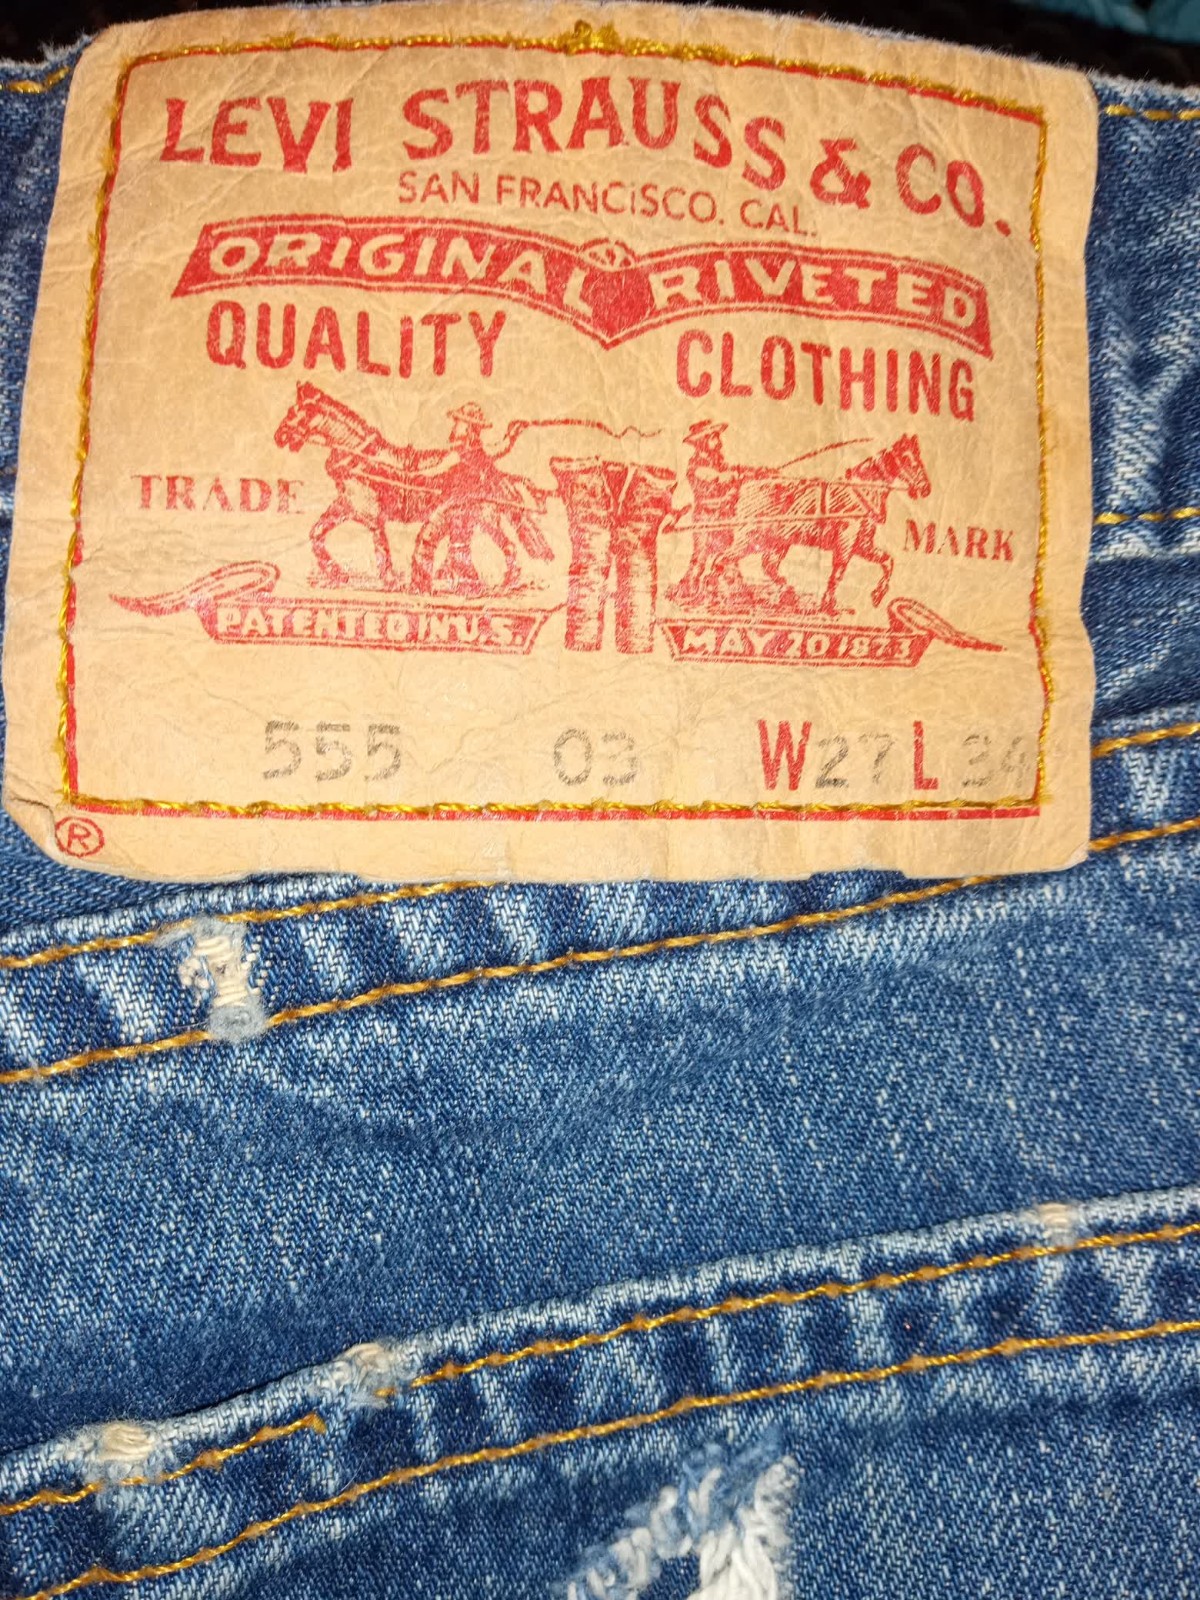 LEVI STRAUSS & CO.
SAN FRANCISCO. CAL.
ORIGINAL RIVETED
QUALITY CLOTHING
TRADE MARK
PATENTED IN U.S. MAY 20 1873
555 03 W27 L 34
®